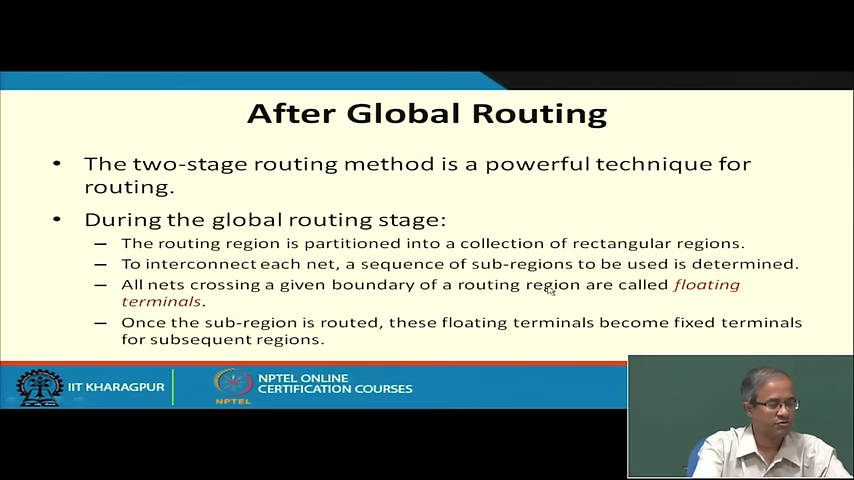 After Global Routing
• The two-stage routing method is a powerful technique for
routing.
• During the global routing stage:
– The routing region is partitioned into a collection of rectangular regions.
– To interconnect each net, a sequence of sub-regions to be used is determined.
– All nets crossing a given boundary of a routing region are called floating
terminals.
– Once the sub-region is routed, these floating terminals become fixed terminals
for subsequent regions.
IIT KHARAGPUR
NPTEL
NPTEL ONLINE
CERTIFICATION COURSES